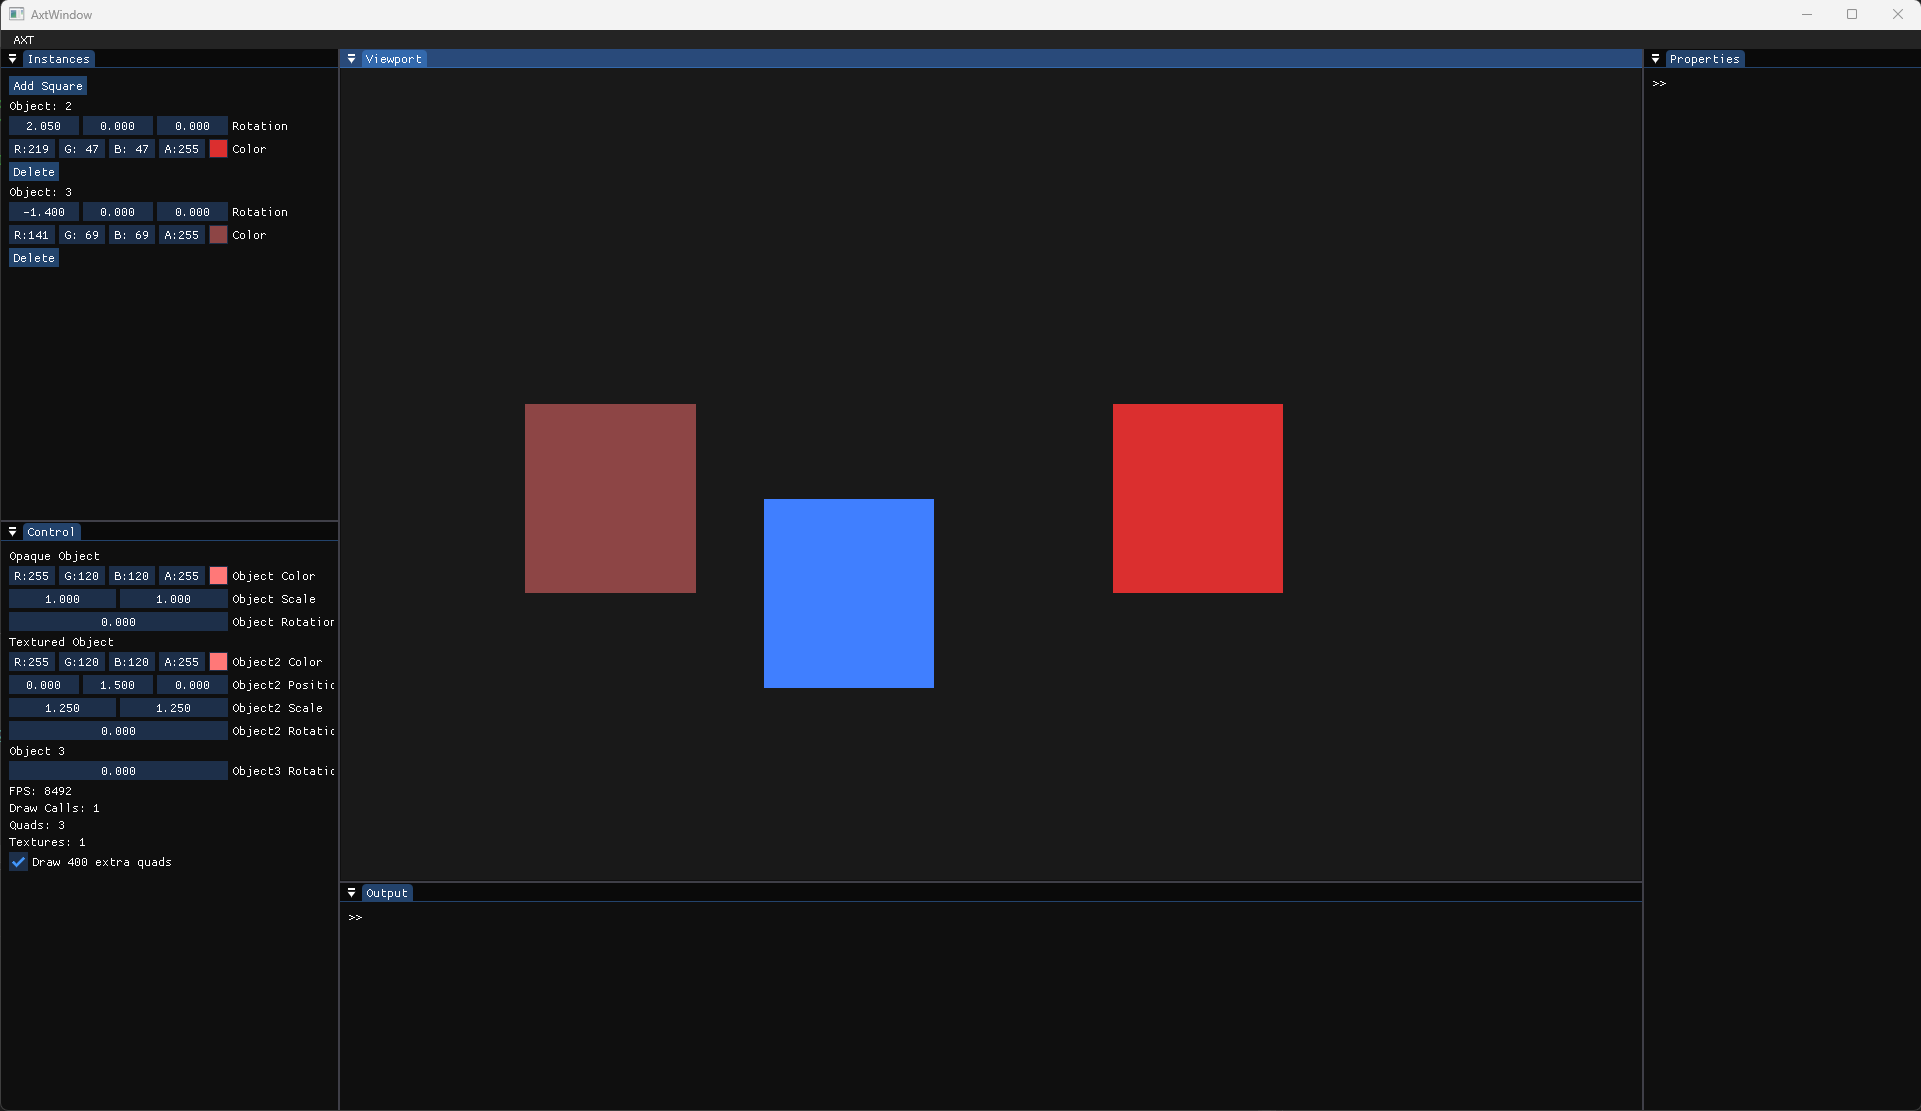 AxtWindow
AXT
Instances
Add Square
Object: 2
2.050 0.000 0.000 Rotation
R:219 G: 47 B: 47 A:255 Color
Delete
Object: 3
-1.400 0.000 0.000 Rotation
R:141 G: 69 B: 69 A:255 Color
Delete
Control
Opaque Object
R:255 G:120 B:120 A:255 Object Color
1.000 1.000 Object Scale
0.000 Object Rotation
Textured Object
R:255 G:120 B:120 A:255 Object2 Color
0.000 1.500 0.000 Object2 Positio
1.250 1.250 Object2 Scale
0.000 Object2 Rotatio
Object 3
0.000 Object3 Rotatio
FPS: 8492
Draw Calls: 1
Quads: 3
Textures: 1
Draw 400 extra quads
Viewport
Output
>>
Properties
>>